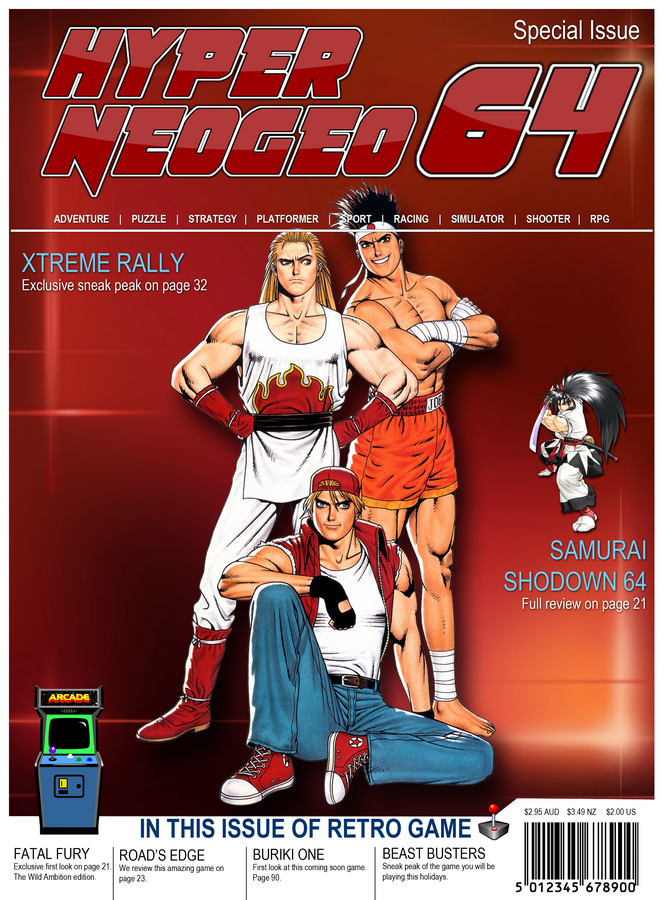 Special Issue
HYPER
NEOGEO 64
ADVENTURE | PUZZLE | STRATEGY | PLATFORMER | SPORT | RACING | SIMULATOR | SHOOTER | RPG
XTREME RALLY
Exclusive sneak peak on page 32
JOE
SAMURAI
SHODOWN 64
Full review on page 21
ARCADE
IN THIS ISSUE OF RETRO GAME
$2.95 AUD $3.49 NZ $2.00 US
FATAL FURY
Exclusive first look on page 21.
The Wild Ambition edition.
ROAD'S EDGE
We review this amazing game on
page 23.
BURIKI ONE
First look at this coming soon game.
Page 90.
BEAST BUSTERS
Sneak peak of the game you will be
playing this holidays.
5 012345 678900